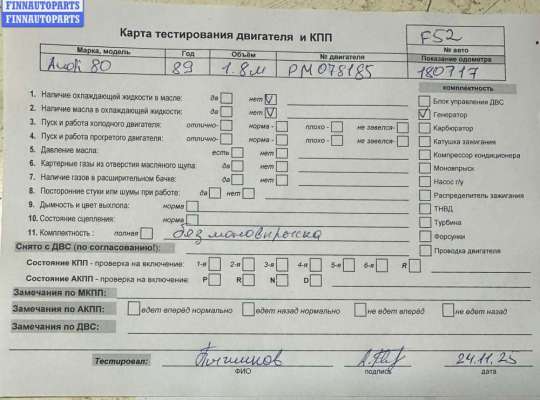 FINNAUTOPARTS
FINNAUTOPARTS
Карта тестирования двигателя и КПП
F52
№ авто
Марка, модель Год Объём № двигателя Показание одометра
80 89 1.8м РМ078185 180717
комплектность
1. Наличие охлаждающей жидкости в масле: да нет
2. Наличие масла в охлаждающей жидкости: да нет
3. Пуск и работа холодного двигателя: отлично- норма - плохо - не завелся-
4. Пуск и работа прогретого двигателя: отлично- норма - плохо - не завелся-
5. Давление масла: есть нет
6. Картерные газы из отверстия масляного щупа: да нет
7. Наличие газов в расширительном бачке: да нет
8. Посторонние стуки или шумы при работе: да нет
9. Дымность и цвет выхлопа: норма
10. Состояние сцепления: норма
11. Комплектность : полная без моновпрыска
Блок управления ДВС
Генератор
Карбюратор
Катушка зажигания
Компрессор кондиционера
Моновпрыск
Насос г/у
Распределитель зажигания
ТНВД
Турбина
Форсунки
Проводка двигателя
Снято с ДВС (по согласованию!):
Состояние КПП - проверка на включение: 1-я 2-я 3-я 4-я 5-я 6-я R
Состояние АКПП - проверка на включение: P R N D
Замечания по МКПП:
Замечания по АКПП: едет вперёд нормально едет назад нормально не едет вперёд не едет назад
Замечания по ДВС:
Тестировал: 24.11.25
ФИО подпись дата